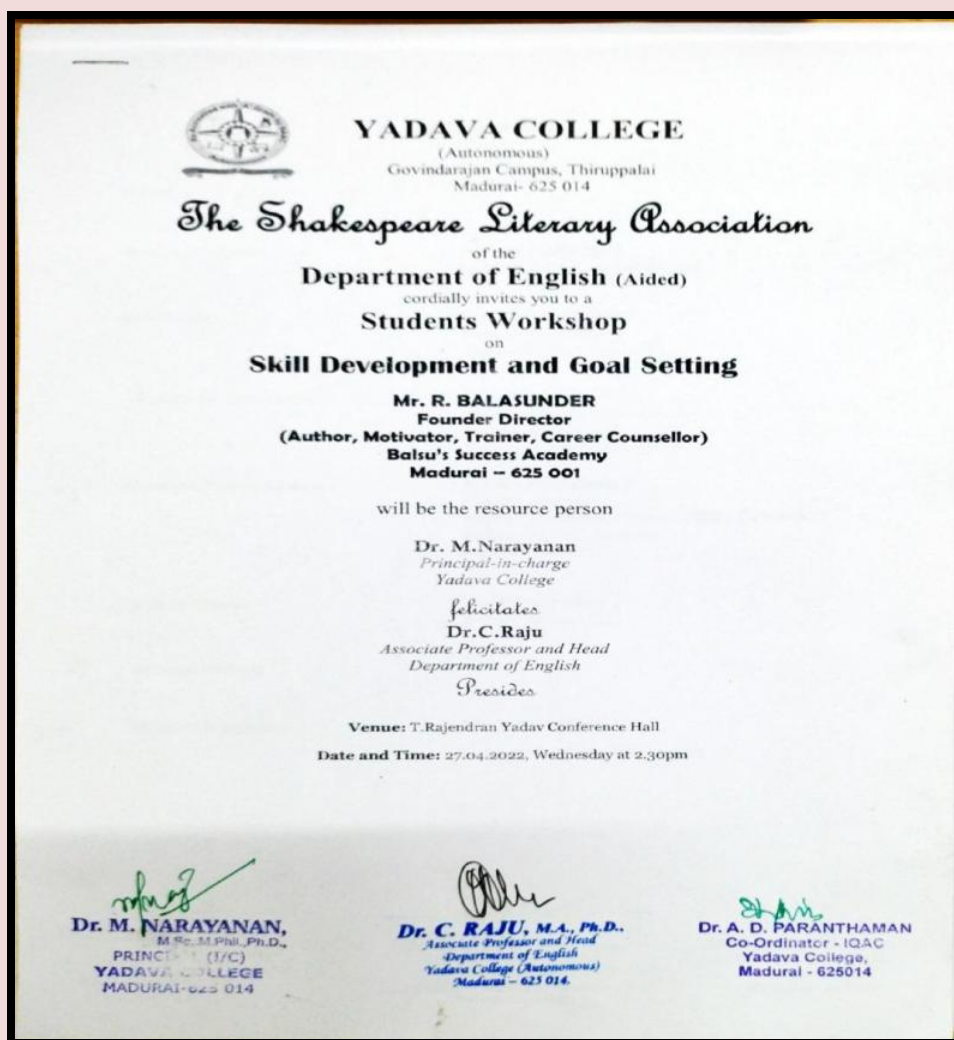 YADAVA COLLEGE
(Autonomous)
Govindarajan Campus, Thiruppalai
Madurai- 625 014
The Shakespeare Literary Association
of the
Department of English (Aided)
cordially invites you to a
Students Workshop
on
Skill Development and Goal Setting
Mr. R. BALASUNDER
Founder Director
(Author, Motivator, Trainer, Career Counsellor)
Balsu's Success Academy
Madurai – 625 001
will be the resource person
Dr. M.Narayanan
Principal-in-charge
Yadava College
felicitates
Dr.C.Raju
Associate Professor and Head
Department of English
Presides
Venue: T.Rajendran Yadav Conference Hall
Date and Time: 27.04.2022, Wednesday at 2.30pm
Dr. M. NARAYANAN,
M.Sc.,M.Phil.,Ph.D.,
(I/C)
YADAVA COLLEGE
MADURAI-625 014
Dr. C. RAJU, M.A., Ph.D.,
Associate Professor and Head
Department of English
Yadava College (Autonomous)
Madurai – 625 014.
Dr. A. D. PARANTHAMAN
Co-Ordinator - IQAC
Yadava College,
Madurai - 625014